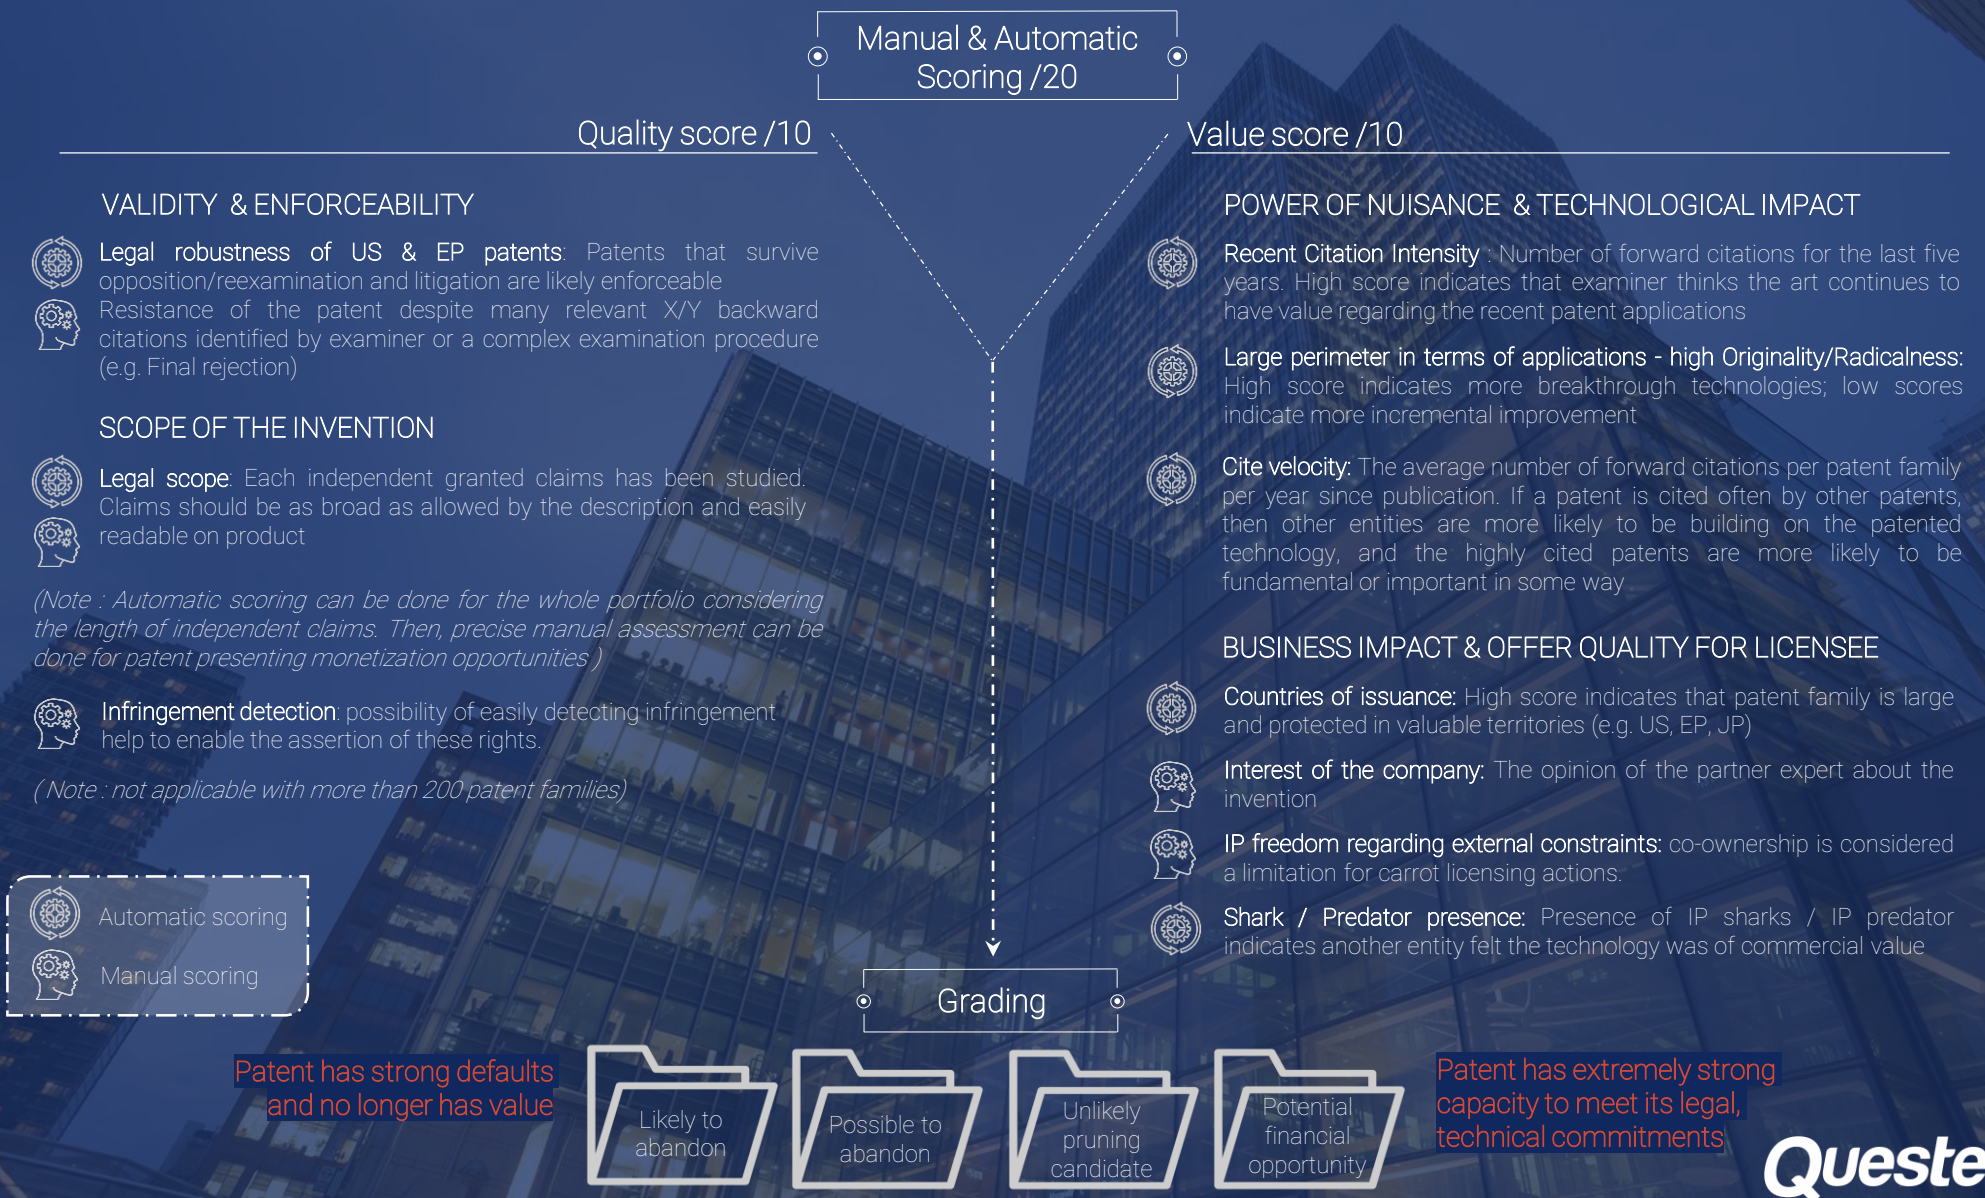 Manual & Automatic
Scoring /20
Quality score /10
VALIDITY & ENFORCEABILITY
Legal robustness of US & EP patents: Patents that survive
opposition/reexamination and litigation are likely enforceable
Resistance of the patent despite many relevant X/Y backward
citations identified by examiner or a complex examination procedure
(e.g. Final rejection)
SCOPE OF THE INVENTION
Legal scope: Each independent granted claims has been studied.
Claims should be as broad as allowed by the description and easily
readable on product
(Note : Automatic scoring can be done for the whole portfolio considering
the length of independent claims. Then, precise manual assessment can be
done for patent presenting monetization opportunities )
Infringement detection: possibility of easily detecting infringement
help to enable the assertion of these rights.
( Note : not applicable with more than 200 patent families)
Automatic scoring
Manual scoring
Value score /10
POWER OF NUISANCE & TECHNOLOGICAL IMPACT
Recent Citation Intensity : Number of forward citations for the last five
years. High score indicates that examiner thinks the art continues to
have value regarding the recent patent applications
Large perimeter in terms of applications - high Originality/Radicalness:
High score indicates more breakthrough technologies; low scores
indicate more incremental improvement
Cite velocity: The average number of forward citations per patent family
per year since publication. If a patent is cited often by other patents,
then other entities are more likely to be building on the patented
technology, and the highly cited patents are more likely to be
fundamental or important in some way
BUSINESS IMPACT & OFFER QUALITY FOR LICENSEE
Countries of issuance: High score indicates that patent family is large
and protected in valuable territories (e.g. US, EP, JP)
Interest of the company: The opinion of the partner expert about the
invention
IP freedom regarding external constraints: co-ownership is considered
a limitation for carrot licensing actions.
Shark / Predator presence: Presence of IP sharks / IP predator
indicates another entity felt the technology was of commercial value
Grading
Patent has strong defaults
and no longer has value
Likely to
abandon
Possible to
abandon
Unlikely
pruning
candidate
Potential
financial
opportunity
Patent has extremely strong
capacity to meet its legal,
technical commitments
Queste